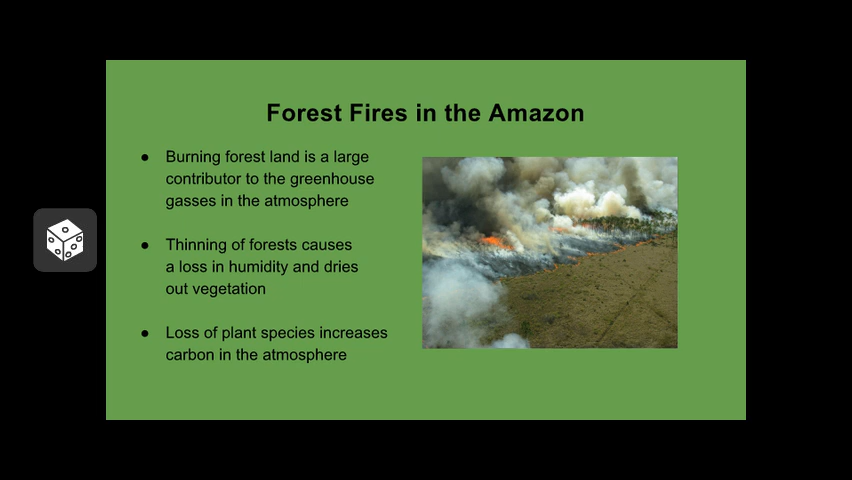 Forest Fires in the Amazon
● Burning forest land is a large
contributor to the greenhouse
gasses in the atmosphere
● Thinning of forests causes
a loss in humidity and dries
out vegetation
● Loss of plant species increases
carbon in the atmosphere